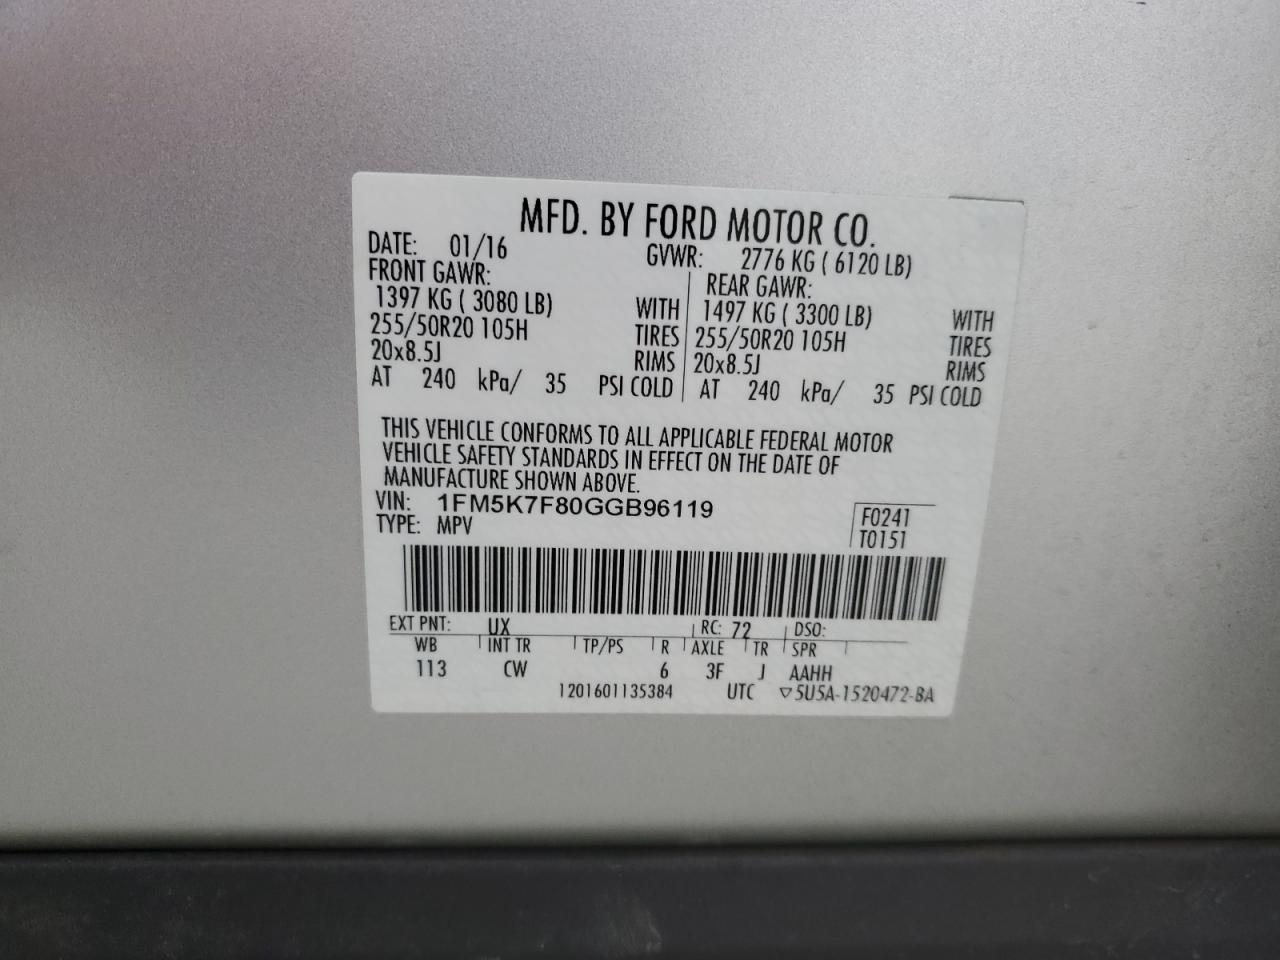 MFD. BY FORD MOTOR CO.
DATE: 01/16 GVWR: 2776 KG ( 6120 LB)
FRONT GAWR: REAR GAWR:
1397 KG ( 3080 LB) WITH 1497 KG ( 3300 LB) WITH
255/50R20 105H TIRES 255/50R20 105H TIRES
20x8.5J RIMS 20x8.5J RIMS
AT 240 kPa/ 35 PSI COLD AT 240 kPa/ 35 PSI COLD
THIS VEHICLE CONFORMS TO ALL APPLICABLE FEDERAL MOTOR
VEHICLE SAFETY STANDARDS IN EFFECT ON THE DATE OF
MANUFACTURE SHOWN ABOVE.
VIN: 1FM5K7F80GGB96119 F0241
TYPE: MPV T0151
EXT PNT: UX RC: 72 DSO:
WB INT TR TP/PS R AXLE TR SPR
113 CW 6 3F J AAHH
1201601135384 UTC ▽5U5A-1520472-BA